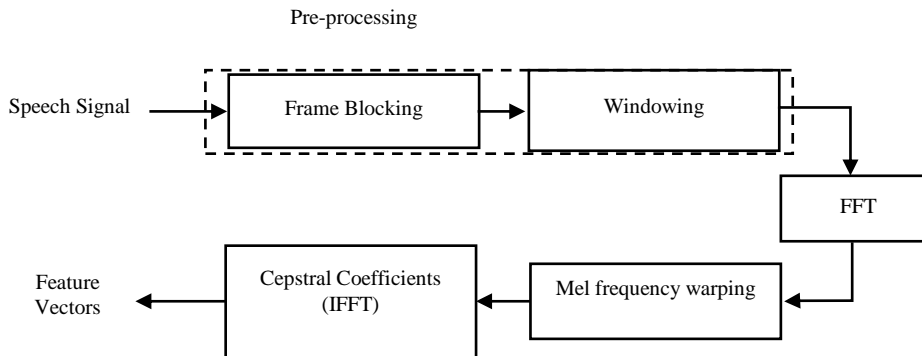 Pre-processing
Speech Signal
Frame Blocking
Windowing
FFT
Mel frequency warping
Cepstral Coefficients
(IFFT)
Feature
Vectors